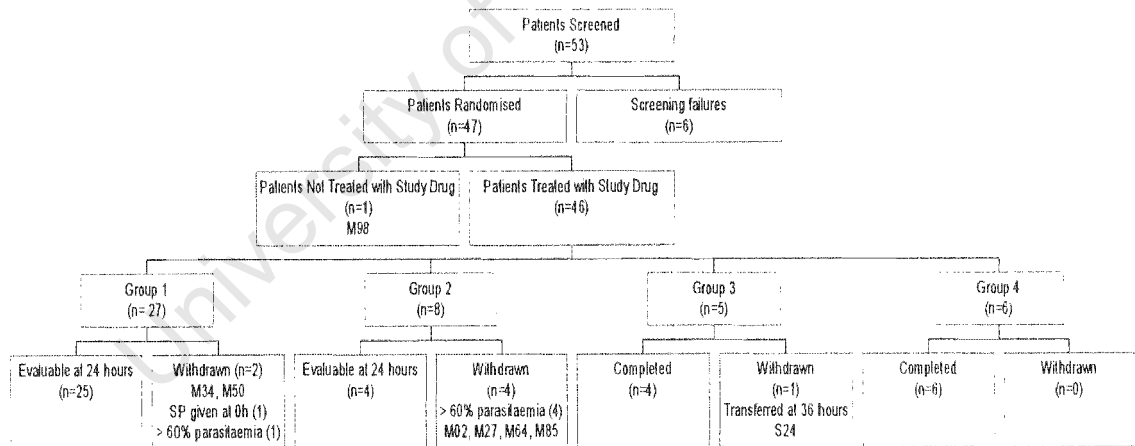 Patients Screened
(n=53)
Patients Randomised
(n=47)
Screening failures
(n=6)
Patients Not Treated with Study Drug
(n=1)
M98
Patients Treated with Study Drug
(n=46)
Group 1
(n= 27)
Group 2
(n=8)
Group 3
(n=5)
Group 4
(n=6)
Evaluable at 24 hours
(n=25)
Withdrawn (n=2)
M34, M50
SP given at 0h (1)
> 60% parasitaemia (1)
Evaluable at 24 hours
(n=4)
Withdrawn
(n=4)
> 60% parasitaemia (4)
M02, M27, M64, M85
Completed
(n=4)
Withdrawn
(n=1)
Transferred at 36 hours
S24
Completed
(n=6)
Withdrawn
(n=0)
University of